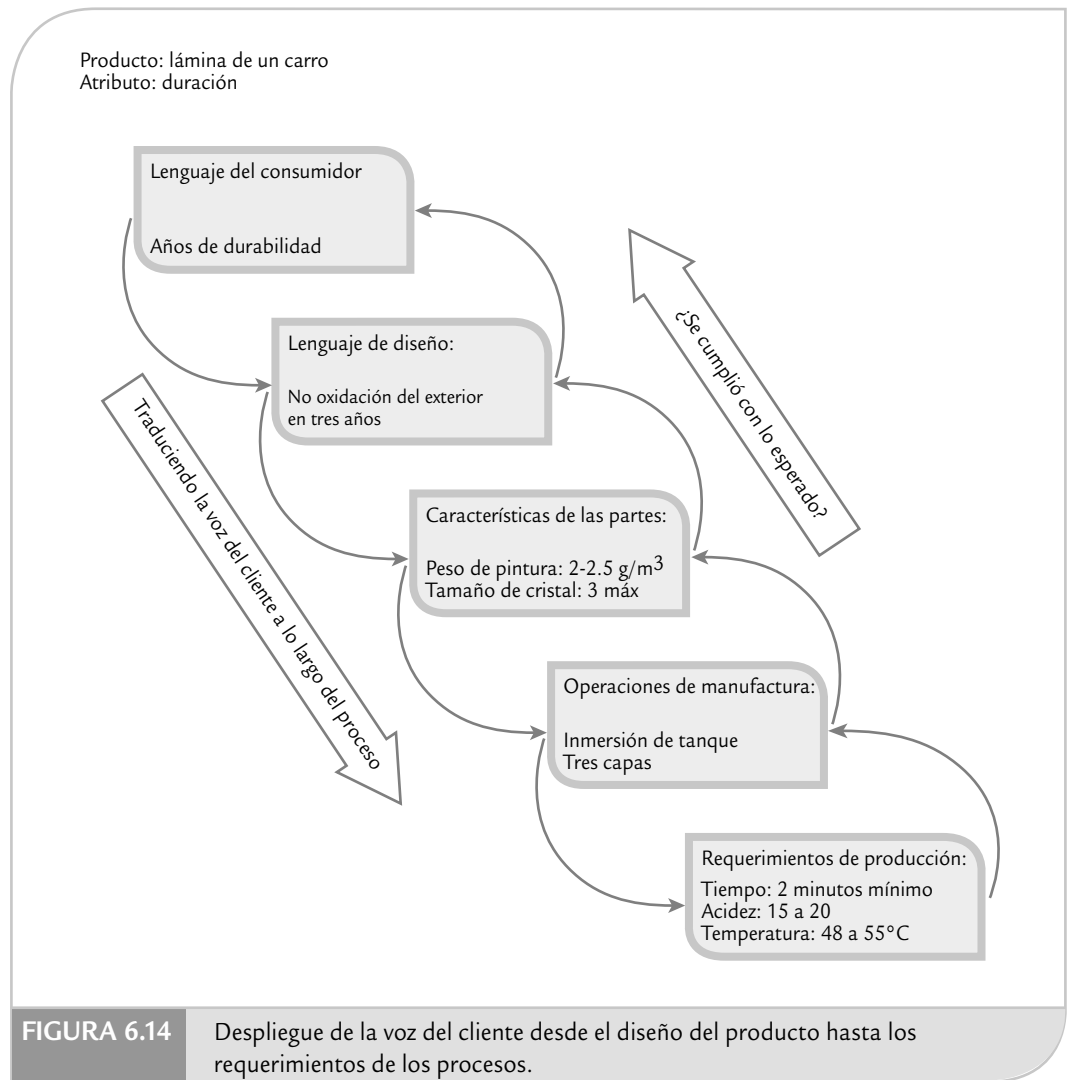 Producto: lámina de un carro
Atributo: duración
Lenguaje del consumidor
Años de durabilidad
Lenguaje de diseño:
No oxidación del exterior
en tres años
¿Se cumplió con lo esperado?
Traduciendo la voz del cliente a lo largo del proceso
Características de las partes:
Peso de pintura: 2-2.5 g/m³
Tamaño de cristal: 3 máx
Operaciones de manufactura:
Inmersión de tanque
Tres capas
Requerimientos de producción:
Tiempo: 2 minutos mínimo
Acidez: 15 a 20
Temperatura: 48 a 55°C
FIGURA 6.14
Despliegue de la voz del cliente desde el diseño del producto hasta los
requerimientos de los procesos.